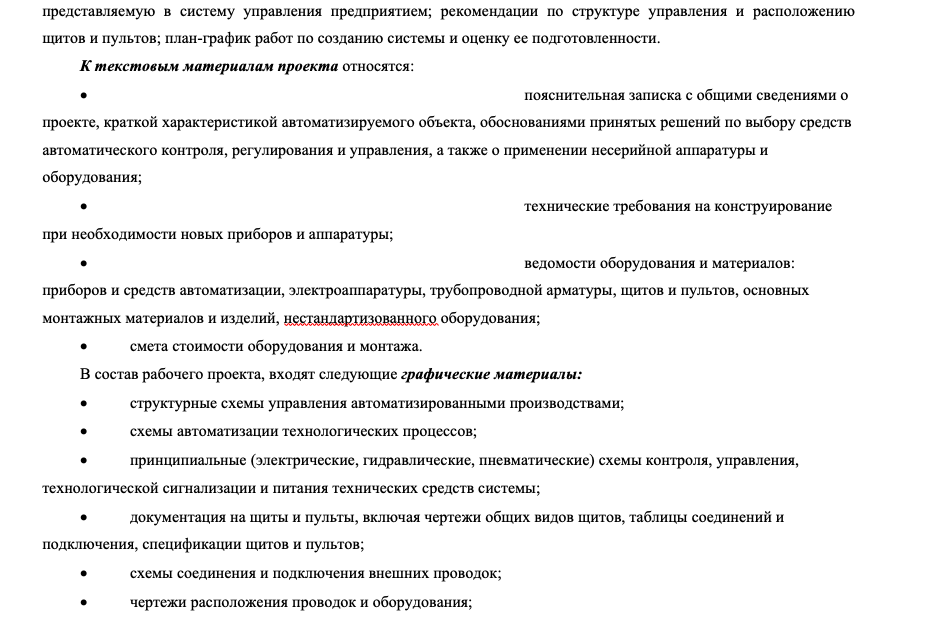 представляемую в систему управления предприятием; рекомендации по структуре управления и расположению
щитов и пультов; план-график работ по созданию системы и оценку ее подготовленности.
К текстовым материалам проекта относятся:
• пояснительная записка с общими сведениями о
проекте, краткой характеристикой автоматизируемого объекта, обоснованиями принятых решений по выбору средств
автоматического контроля, регулирования и управления, а также о применении несерийной аппаратуры и
оборудования;
• технические требования на конструирование
при необходимости новых приборов и аппаратуры;
• ведомости оборудования и материалов:
приборов и средств автоматизации, электроаппаратуры, трубопроводной арматуры, щитов и пультов, основных
монтажных материалов и изделий, нестандартизованного оборудования;
• смета стоимости оборудования и монтажа.
В состав рабочего проекта, входят следующие графические материалы:
• структурные схемы управления автоматизированными производствами;
• схемы автоматизации технологических процессов;
• принципиальные (электрические, гидравлические, пневматические) схемы контроля, управления,
технологической сигнализации и питания технических средств системы;
• документация на щиты и пульты, включая чертежи общих видов щитов, таблицы соединений и
подключения, спецификации щитов и пультов;
• схемы соединения и подключения внешних проводок;
• чертежи расположения проводок и оборудования;